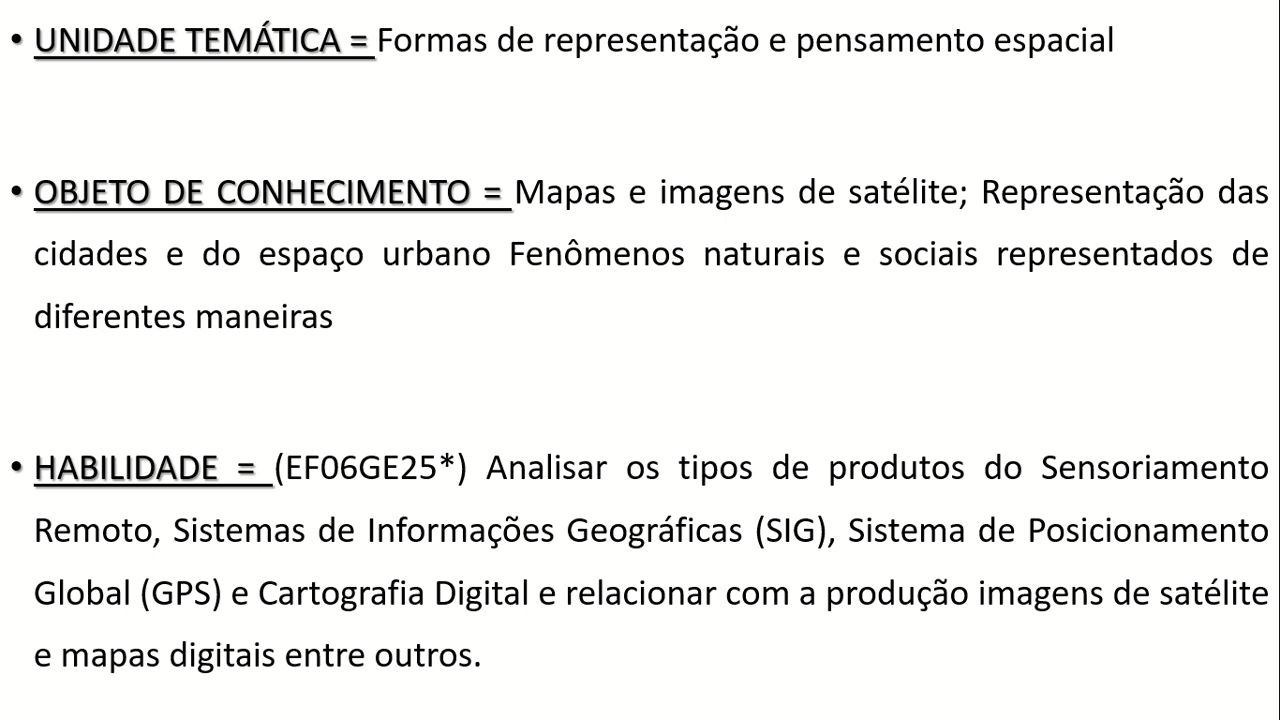 • UNIDADE TEMÁTICA = Formas de representação e pensamento espacial
• OBJETO DE CONHECIMENTO = Mapas e imagens de satélite; Representação das
cidades e do espaço urbano Fenômenos naturais e sociais representados de
diferentes maneiras
• HABILIDADE = (EF06GE25*) Analisar os tipos de produtos do Sensoriamento
Remoto, Sistemas de Informações Geográficas (SIG), Sistema de Posicionamento
Global (GPS) e Cartografia Digital e relacionar com a produção imagens de satélite
e mapas digitais entre outros.